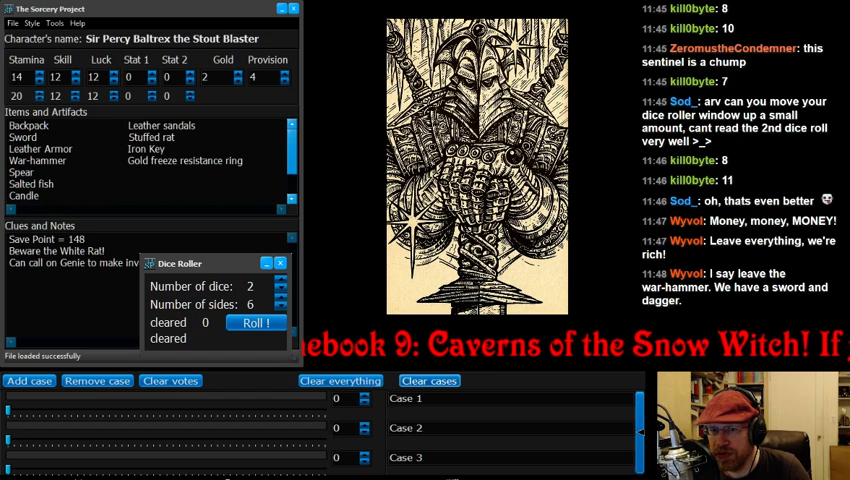 The Sorcery Project
File Style Tools Help
Character's name: Sir Percy Baltrex the Stout Blaster
Stamina Skill Luck Stat 1 Stat 2 Gold Provision
14 12 12 0 0 2 4
20 12 12 0 0
Items and Artifacts
Backpack Leather sandals
Sword Stuffed rat
Leather Armor Iron Key
War-hammer Gold freeze resistance ring
Spear
Salted fish
Candle
Clues and Notes
Save Point = 148
Beware the White Rat!
Can call on Genie to make inv
Dice Roller
Number of dice: 2
Number of sides: 6
cleared 0 Roll !
cleared
File loaded successfully
11:45 kill0byte: 8
kill0byte: 10
11:45 ZeromustheCondemner: this
sentinel is a chump
11:45 kill0byte: 7
11:45 Sod_: arv can you move your
dice roller window up a small
amount, cant read the 2nd dice roll
very well >_>
11:46 kill0byte: 8
11:46 kill0byte: 11
11:46 Sod_: oh, thats even better
11:47 Wyvol: Money, money, MONEY!
11:47 Wyvol: Leave everything, we're
rich!
11:48 Wyvol: I say leave the
war-hammer. We have a sword and
dagger.
nebook 9: Caverns of the Snow Witch! If
Add case Remove case Clear votes Clear everything Clear cases
0 Case 1
0 Case 2
0 Case 3